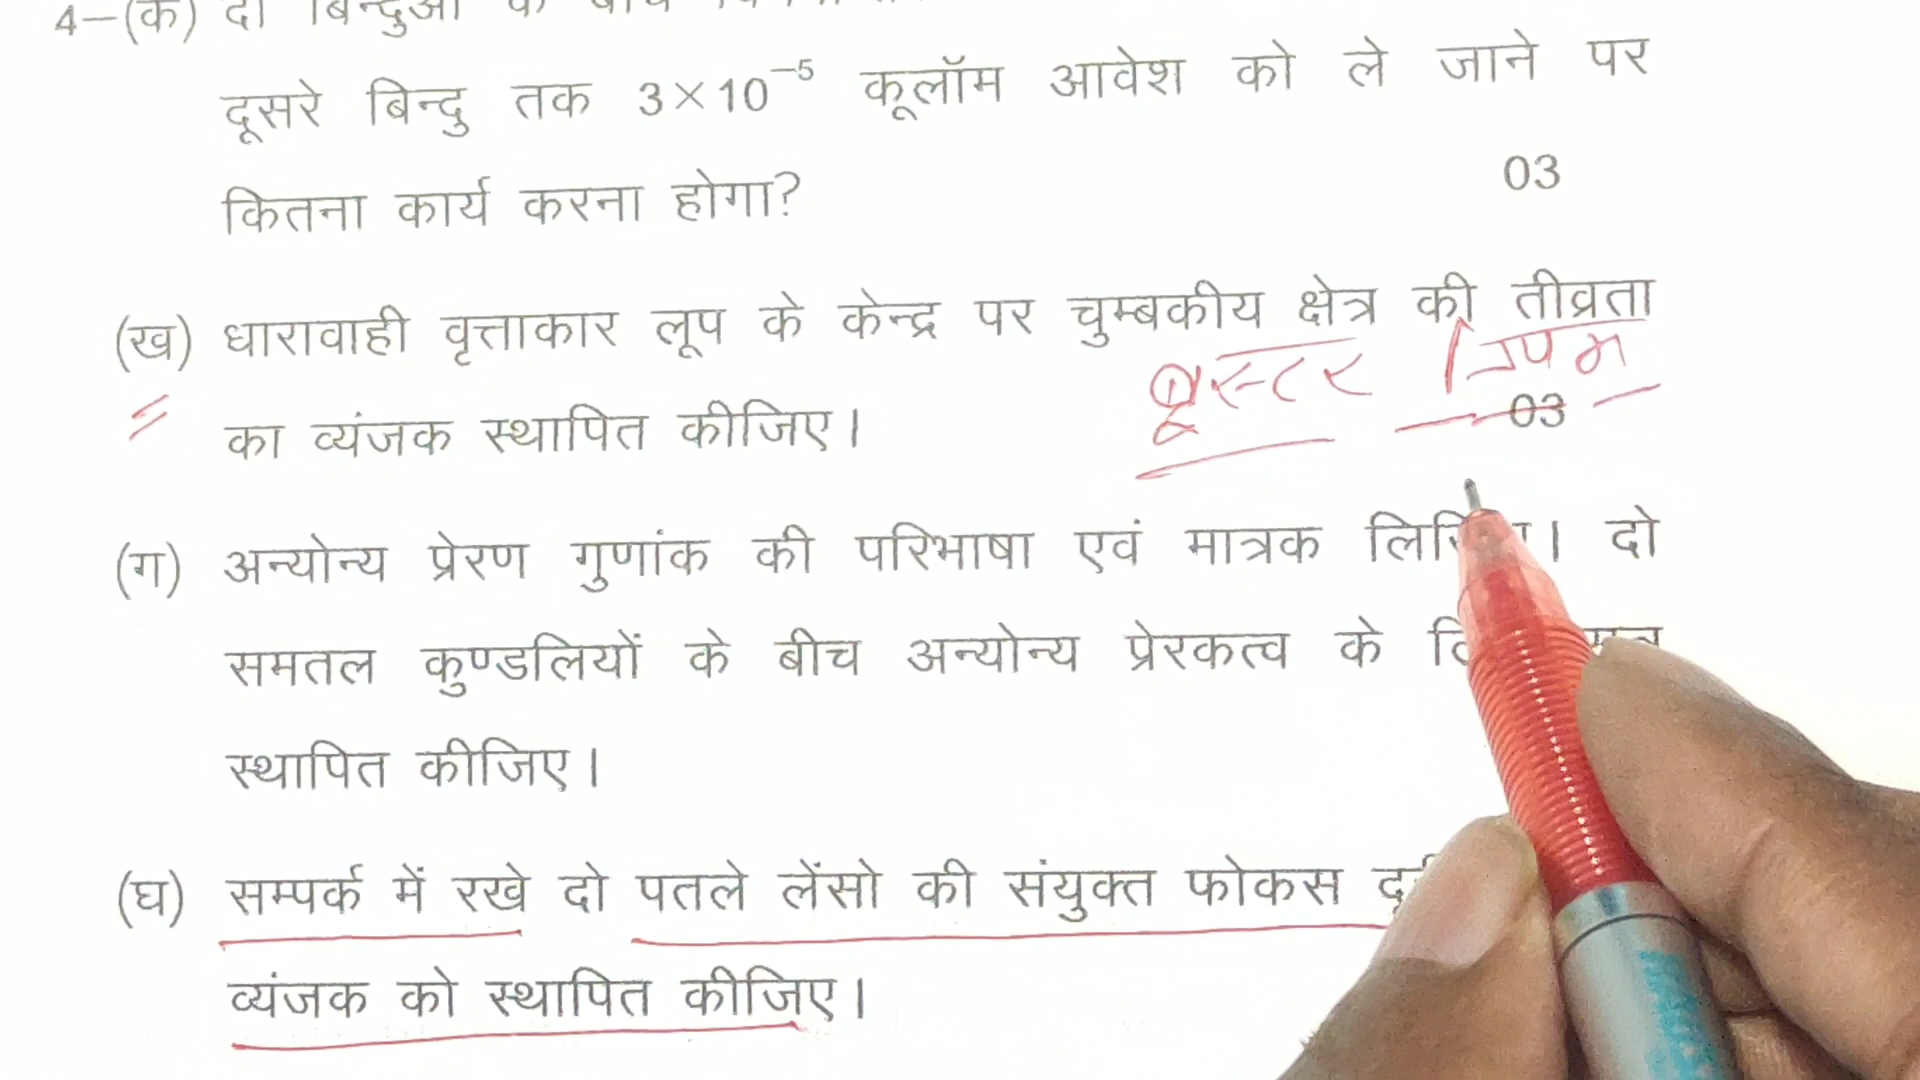 4–(क) दो बिन्दुओं के बीच
दूसरे बिन्दु तक 3×10⁻⁵ कूलॉम आवेश को ले जाने पर
कितना कार्य करना होगा? 03
(ख) धारावाही वृत्ताकार लूप के केन्द्र पर चुम्बकीय क्षेत्र की तीव्रता
का व्यंजक स्थापित कीजिए। 03
(ग) अन्योन्य प्रेरण गुणांक की परिभाषा एवं मात्रक दो
समतल कुण्डलियों के बीच अन्योन्य प्रेरकत्व के
स्थापित कीजिए।
(घ) सम्पर्क में रखे दो पतले लेंसो की संयुक्त फोकस
व्यंजक को स्थापित कीजिए।